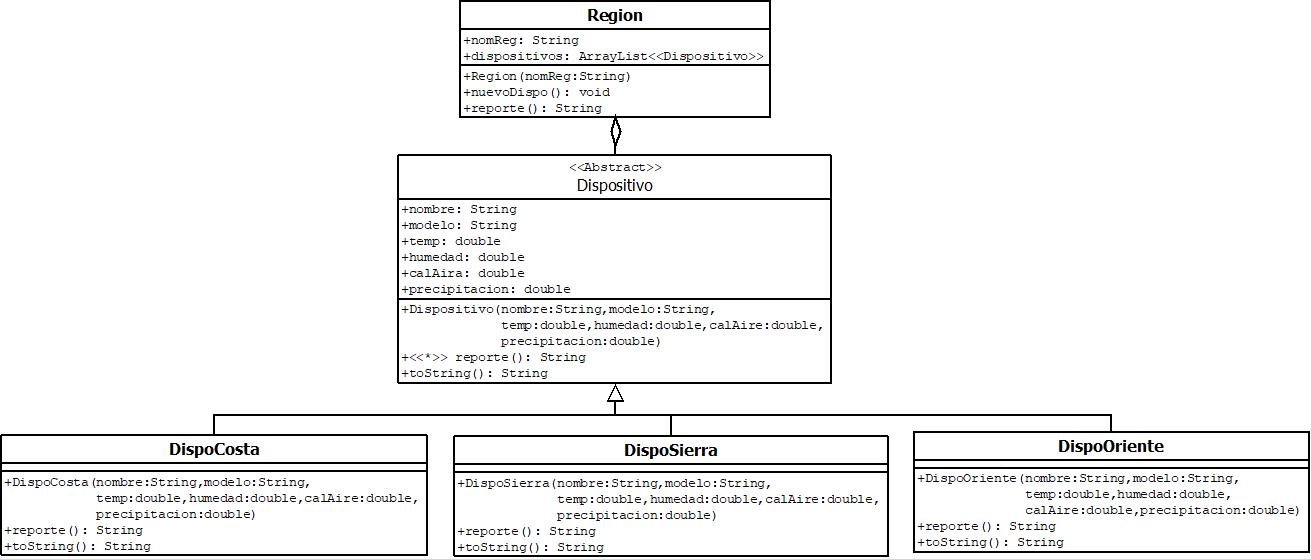 Region
+nomReg: String
+dispositivos: ArrayList<<Dispositivo>>
+Region(nomReg:String)
+nuevoDispo(): void
+reporte(): String
<<Abstract>>
Dispositivo
+nombre: String
+modelo: String
+temp: double
+humedad: double
+calAira: double
+precipitacion: double
+Dispositivo(nombre:String,modelo:String,
temp:double,humedad:double,calAire:double,
precipitacion:double)
+<<*>> reporte(): String
+toString(): String
DispoCosta
+DispoCosta(nombre:String,modelo:String,
temp:double,humedad:double,calAire:double,
precipitacion:double)
+reporte(): String
+toString(): String
DispoSierra
+DispoSierra(nombre:String,modelo:String,
temp:double,humedad:double,calAire:double,
precipitacion:double)
+reporte(): String
+toString(): String
DispoOriente
+DispoOriente(nombre:String,modelo:String,
temp:double,humedad:double,
calAire:double,precipitacion:double)
+reporte(): String
+toString(): String